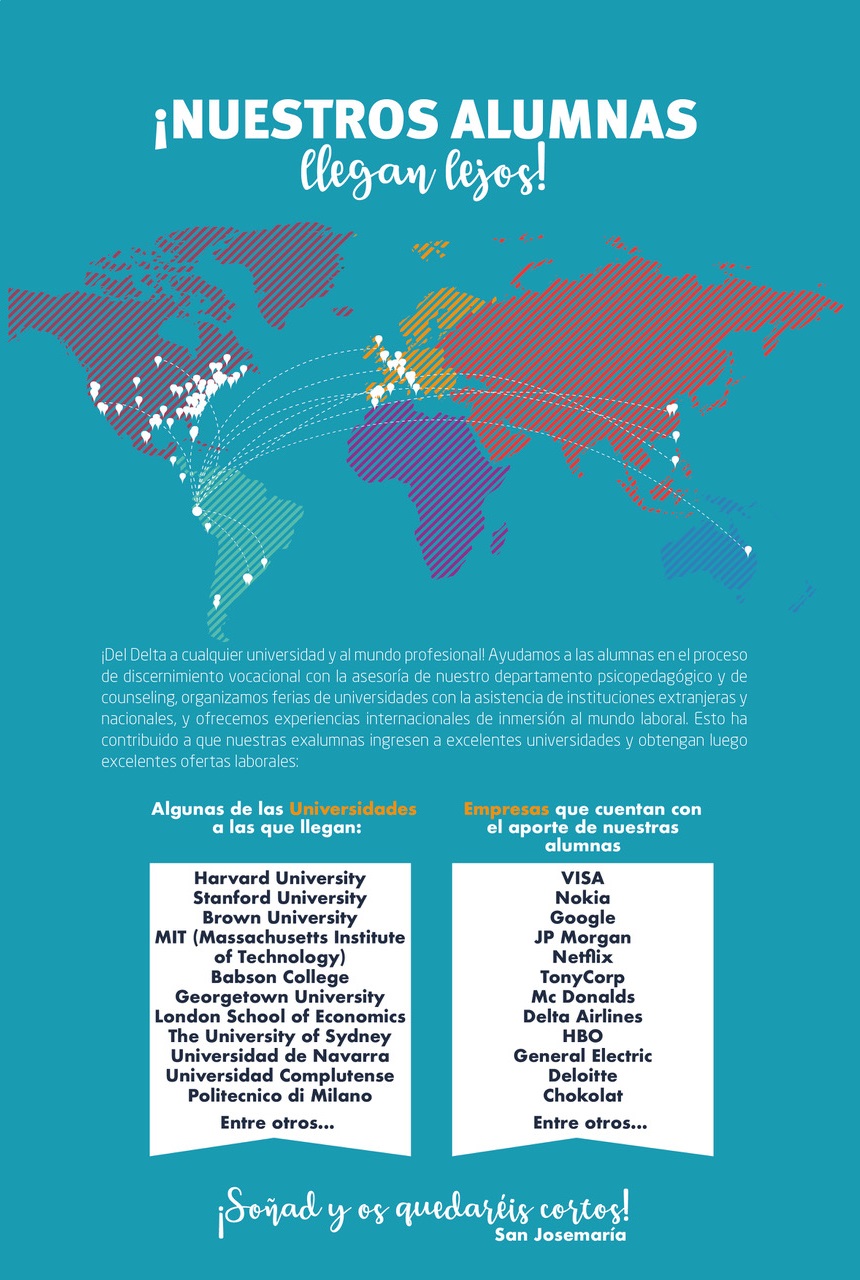 ¡NUESTROS ALUMNAS
llegan lejos!
¡Del Delta a cualquier universidad y al mundo profesional! Ayudamos a las alumnas en el proceso
de discernimiento vocacional con la asesoría de nuestro departamento psicopedagógico y de
counseling, organizamos ferias de universidades con la asistencia de instituciones extranjeras y
nacionales, y ofrecemos experiencias internacionales de inmersión al mundo laboral. Esto ha
contribuido a que nuestras exalumnas ingresen a excelentes universidades y obtengan luego
excelentes ofertas laborales:
Algunas de las Universidades
a las que llegan:
Harvard University
Stanford University
Brown University
MIT (Massachusetts Institute
of Technology)
Babson College
Georgetown University
London School of Economics
The University of Sydney
Universidad de Navarra
Universidad Complutense
Politecnico di Milano
Entre otros...
Empresas que cuentan con
el aporte de nuestras
alumnas
VISA
Nokia
Google
JP Morgan
Netflix
TonyCorp
Mc Donalds
Delta Airlines
HBO
General Electric
Deloitte
Chokolat
Entre otros...
¡Soñad y os quedaréis cortos!
San Josemaría